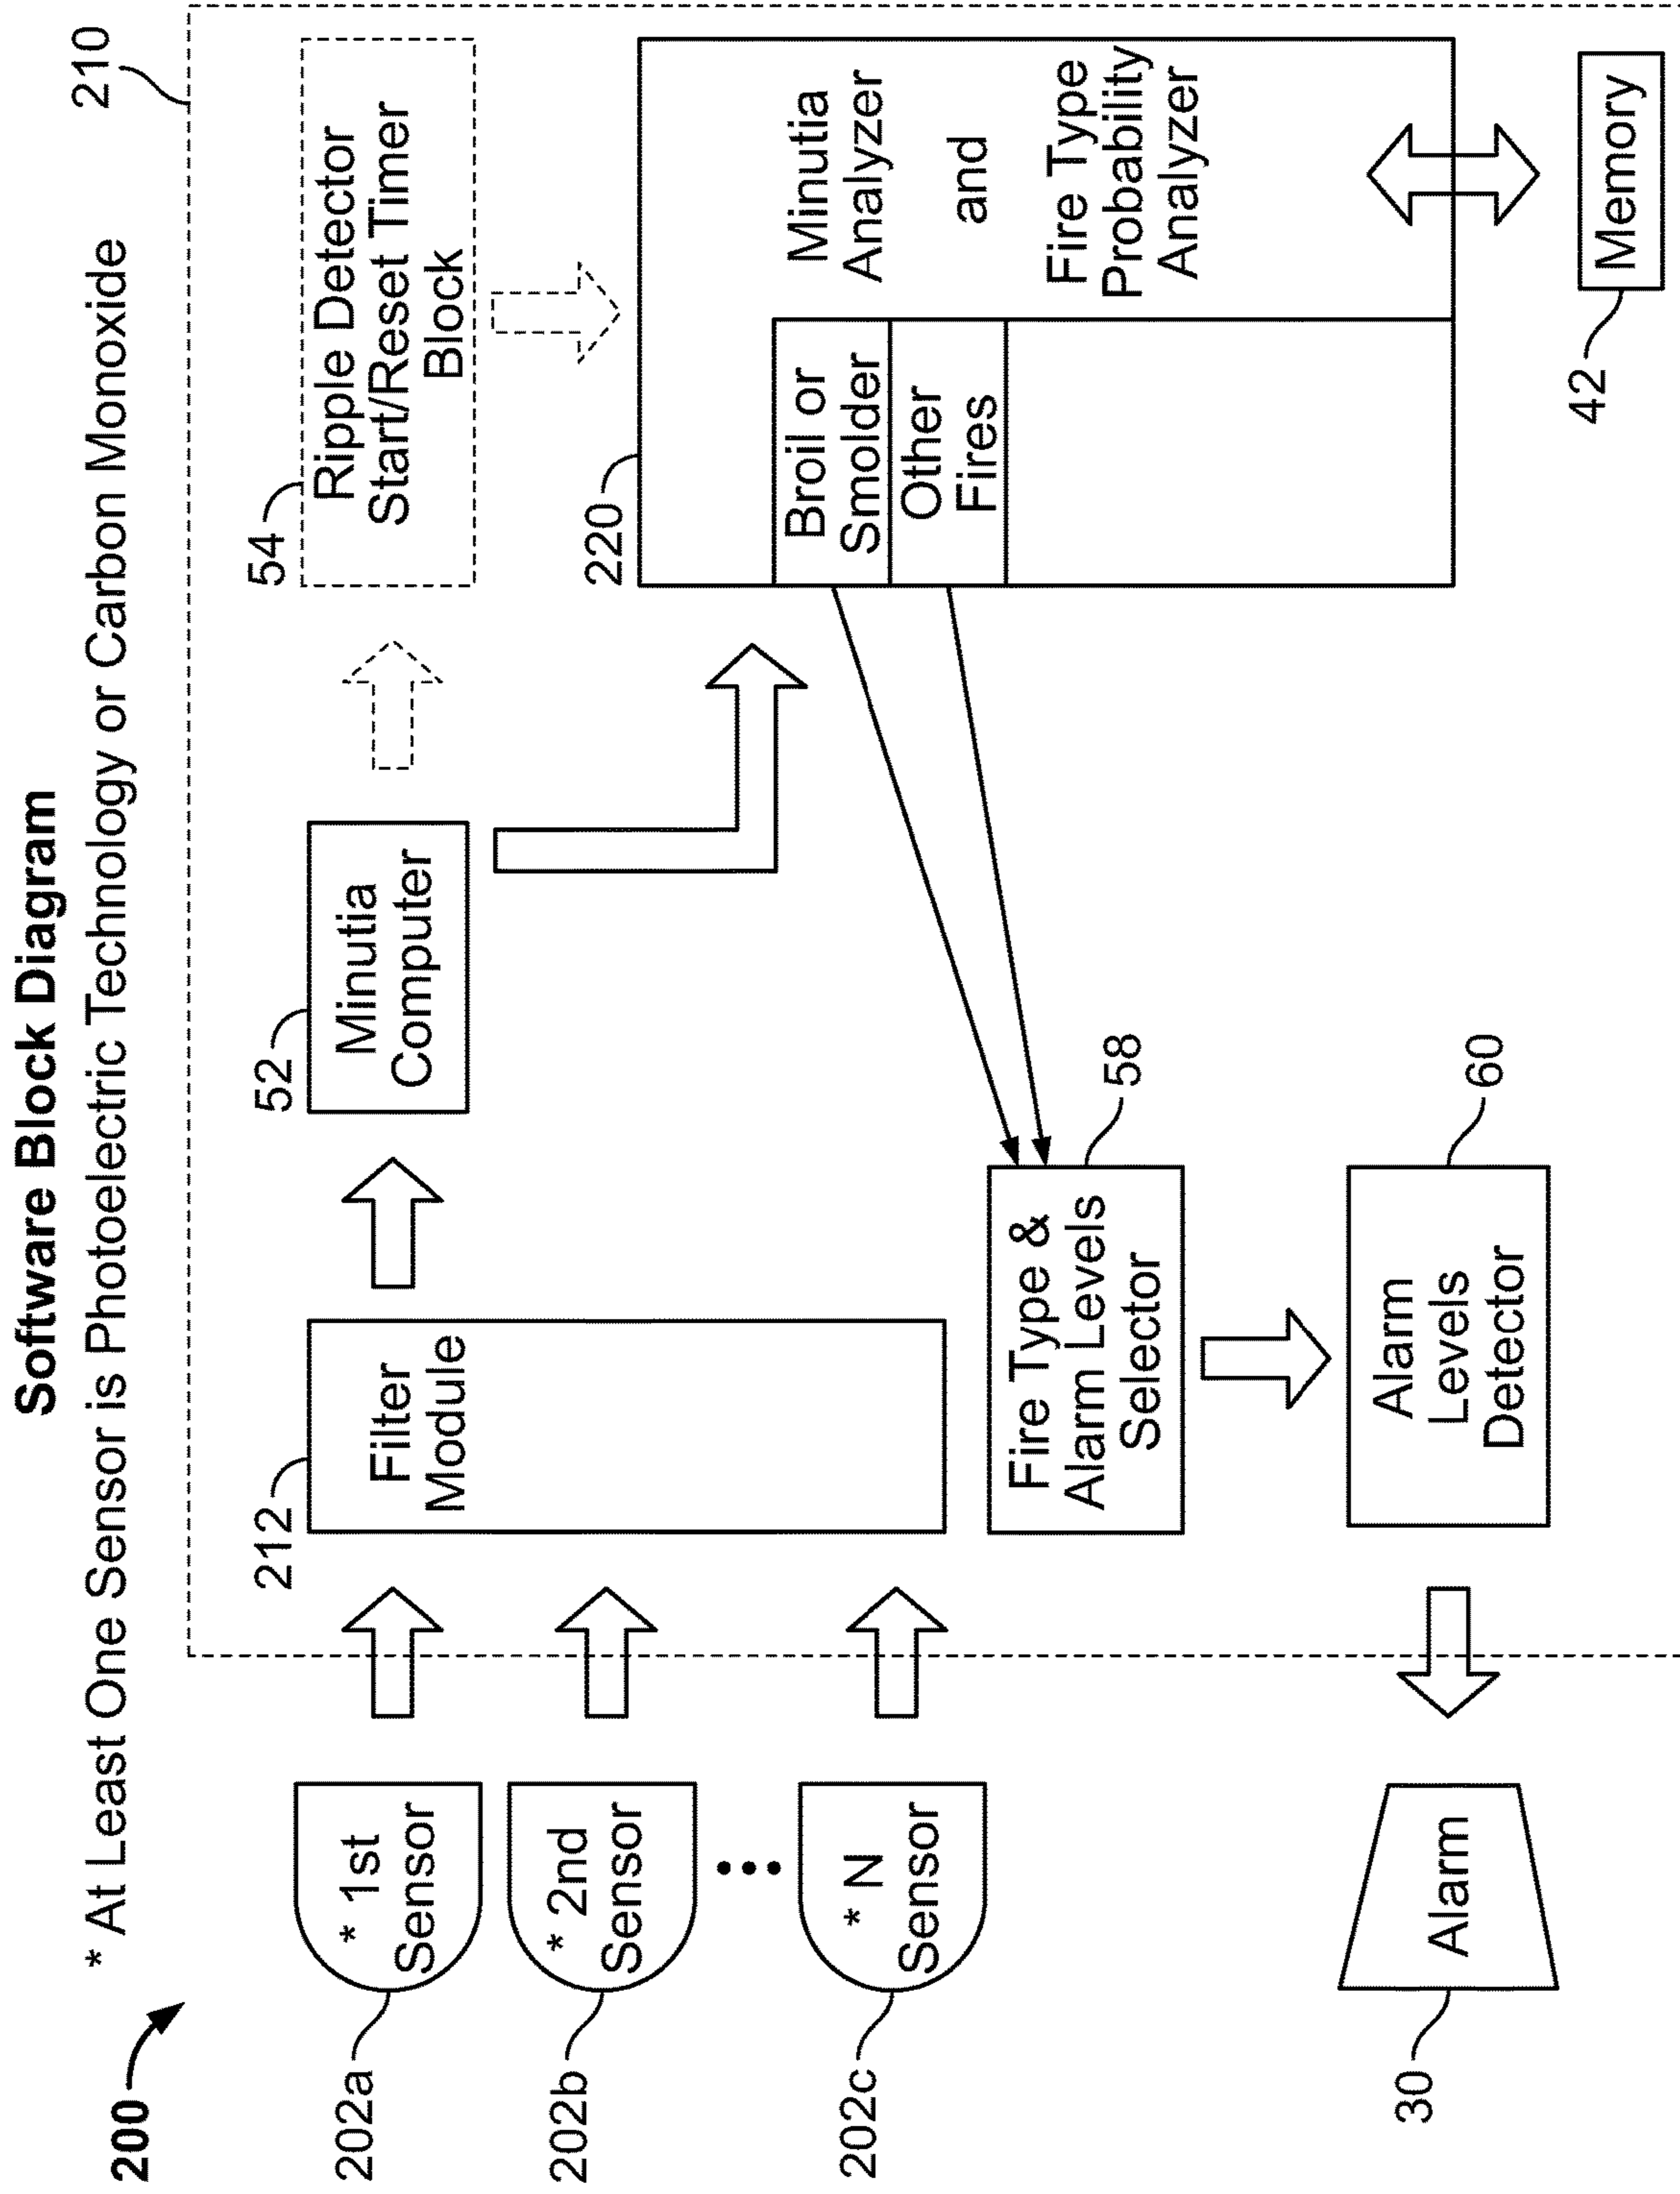 Software Block Diagram
* At Least One Sensor is Photoelectric Technology or Carbon Monoxide
200
210
202a
* 1st
Sensor
202b
* 2nd
Sensor
202c
* N
Sensor
212
Filter
Module
52
Minutia
Computer
54
Ripple Detector
Start/Reset Timer
Block
220
Broil or
Smolder
Other
Fires
Minutia
Analyzer
and
Fire Type
Probability
Analyzer
58
Fire Type &
Alarm Levels
Selector
60
Alarm
Levels
Detector
30
Alarm
42
Memory